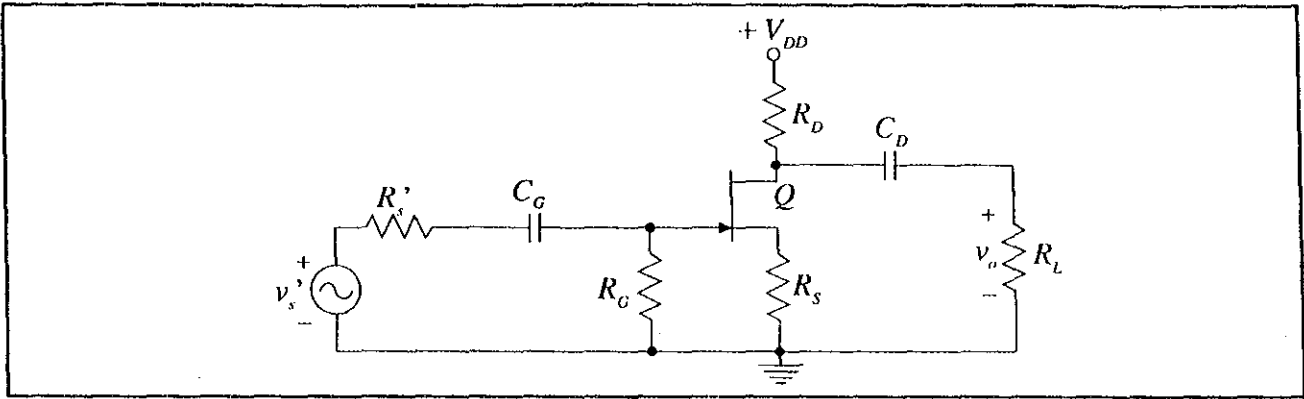 + V_DD
R_D
C_D
Q
R_s'
C_G
+
v_s'
−
R_G
R_S
+
v_o
−
R_L